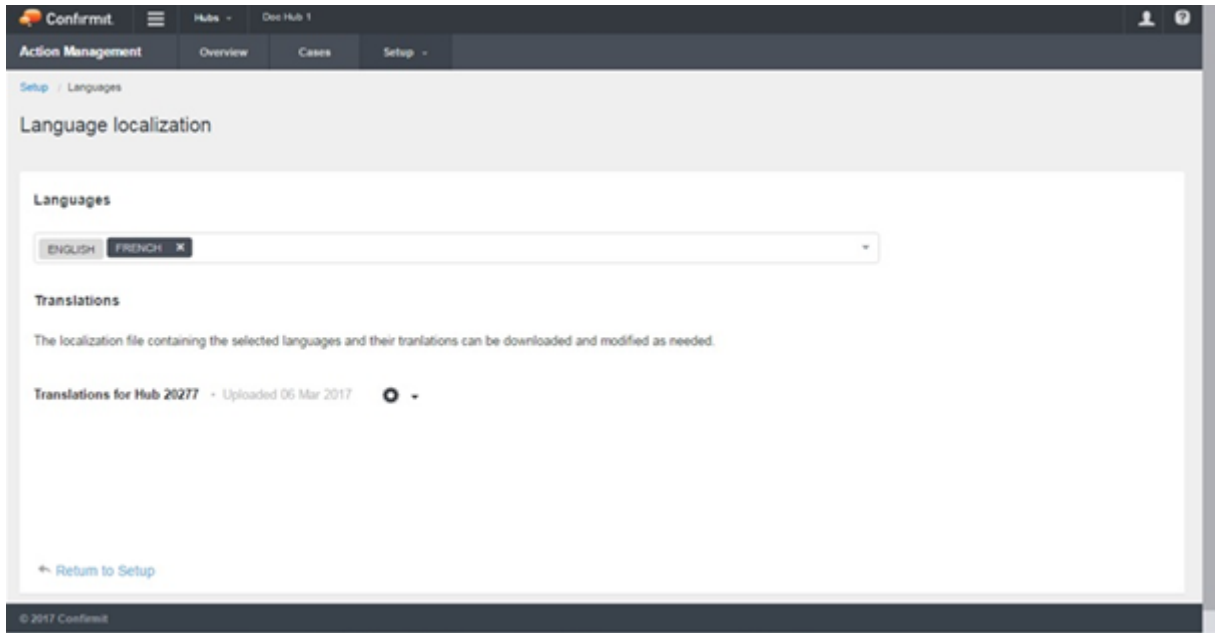 Confirmit. Hubs Doc Hub 1
Action Management Overview Cases Setup
Setup / Languages
Language localization
Languages
ENGLISH FRENCH ×
Translations
The localization file containing the selected languages and their tranlations can be downloaded and modified as needed.
Translations for Hub 20277 • Uploaded 06 Mar 2017
Return to Setup
© 2017 Confirmit